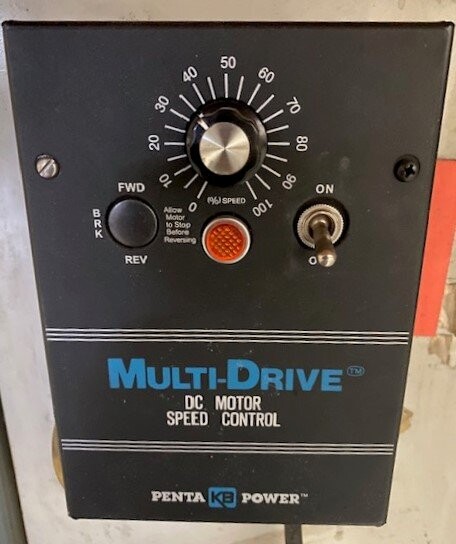 50
40 60
30 70
20 80
10 90
0 (%) SPEED 100
FWD
BRK
Allow
Motor
to Stop
Before
Reversing
REV
ON
MULTI-DRIVE™
DC MOTOR
SPEED CONTROL
PENTA KB POWER™